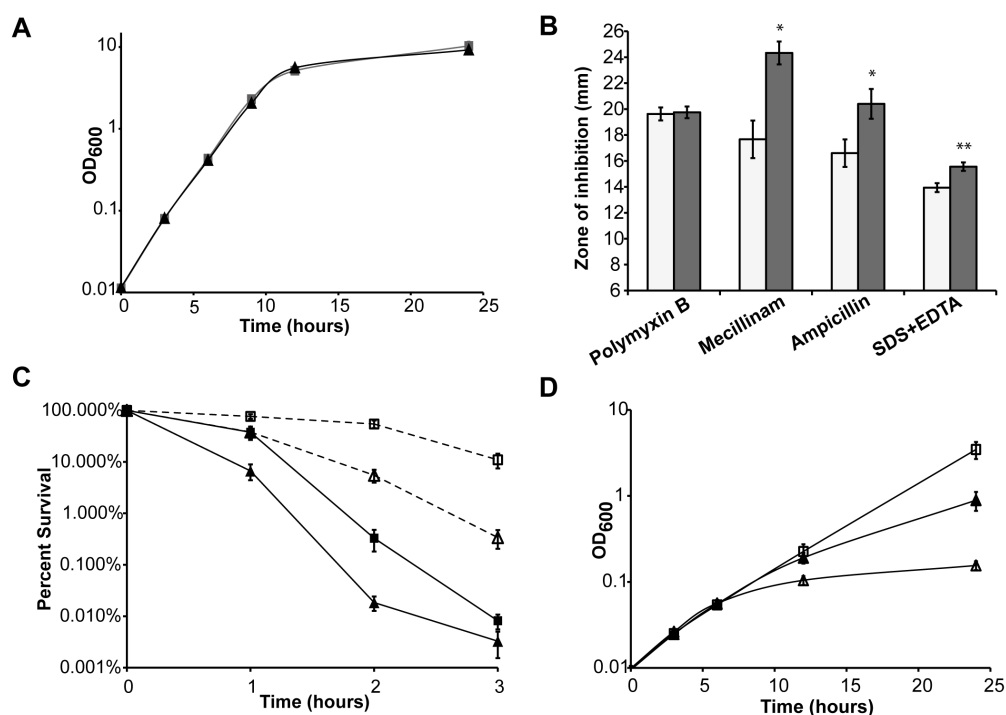 A
10
1
0.1
0.01
OD600
0 5 10 15 20 25
Time (hours)
B
26
24
22
20
18
16
14
12
10
8
6
Zone of inhibition (mm)
*
*
**
Polymyxin B
Mecillinam
Ampicillin
SDS+EDTA
C
100.000%
10.000%
1.000%
0.100%
0.010%
0.001%
Percent Survival
0 1 2 3
Time (hours)
D
10
1
0.1
0.01
OD600
0 5 10 15 20 25
Time (hours)